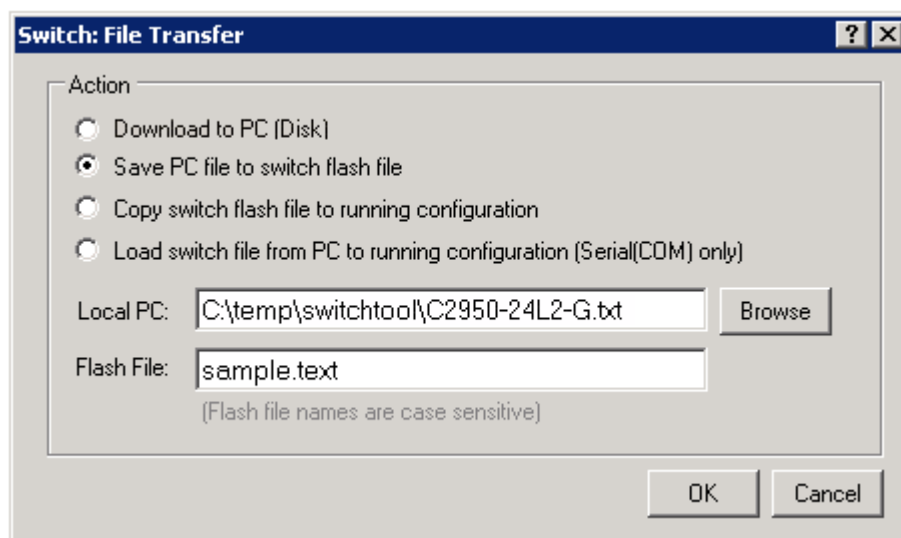 Switch: File Transfer
Action
Download to PC (Disk)
Save PC file to switch flash file
Copy switch flash file to running configuration
Load switch file from PC to running configuration (Serial(COM) only)
Local PC: C:\temp\switchtool\C2950-24L2-G.txt Browse
Flash File: sample.text
(Flash file names are case sensitive)
OK Cancel